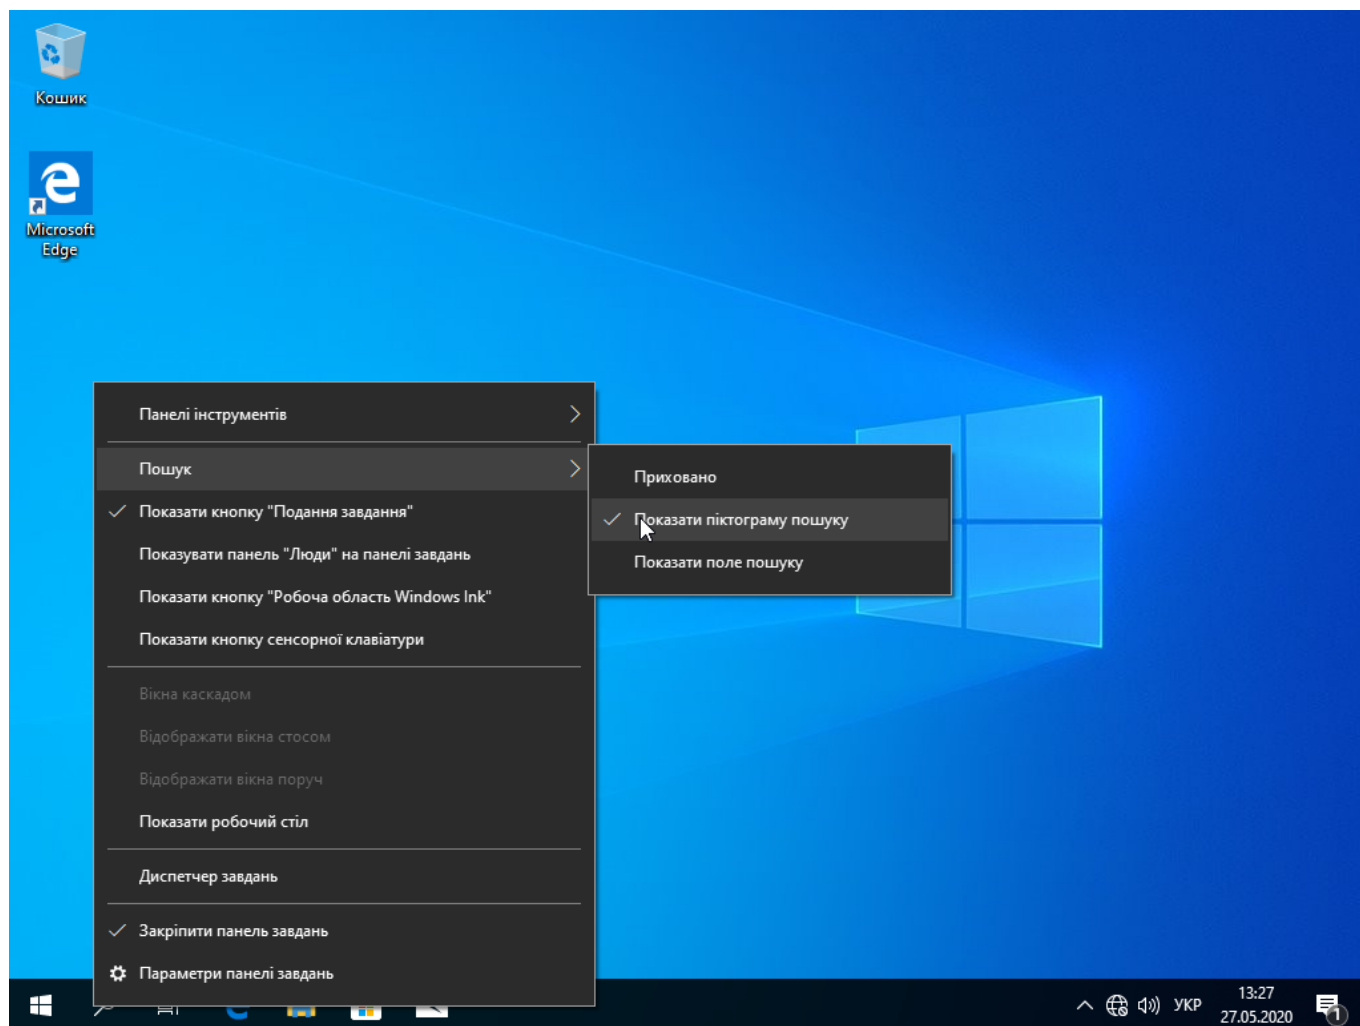 Кошик
Microsoft
Edge
Панелі інструментів
Пошук
Показати кнопку "Подання завдання"
Показувати панель "Люди" на панелі завдань
Показати кнопку "Робоча область Windows Ink"
Показати кнопку сенсорної клавіатури
Вікна каскадом
Відображати вікна стосом
Відображати вікна поруч
Показати робочий стіл
Диспетчер завдань
Закріпити панель завдань
Параметри панелі завдань
Приховано
Показати піктограму пошуку
Показати поле пошуку
УКР
13:27
27.05.2020
1